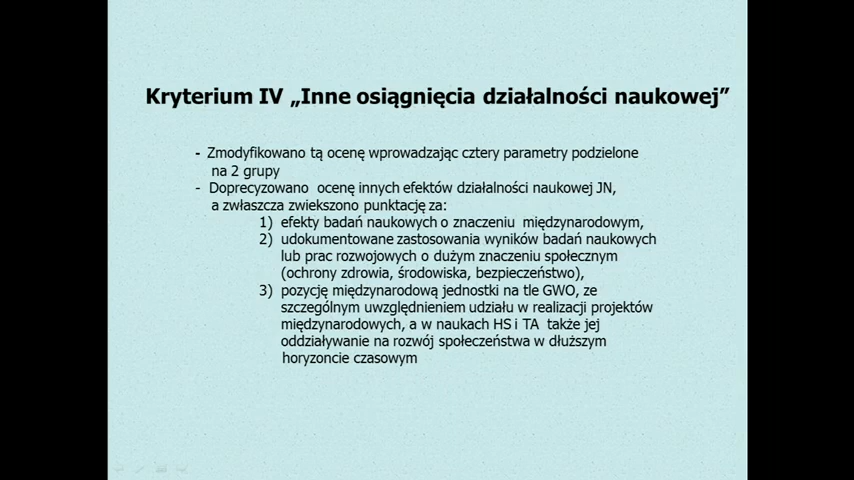 Kryterium IV „Inne osiągnięcia działalności naukowej”
- Zmodyfikowano tą ocenę wprowadzając cztery parametry podzielone
na 2 grupy
- Doprecyzowano ocenę innych efektów działalności naukowej JN,
a zwłaszcza zwiekszono punktację za:
1) efekty badań naukowych o znaczeniu międzynarodowym,
2) udokumentowane zastosowania wyników badań naukowych
lub prac rozwojowych o dużym znaczeniu społecznym
(ochrony zdrowia, środowiska, bezpieczeństwo),
3) pozycję międzynarodową jednostki na tle GWO, ze
szczególnym uwzględnieniem udziału w realizacji projektów
międzynarodowych, a w naukach HS i TA także jej
oddziaływanie na rozwój społeczeństwa w dłuższym
horyzoncie czasowym